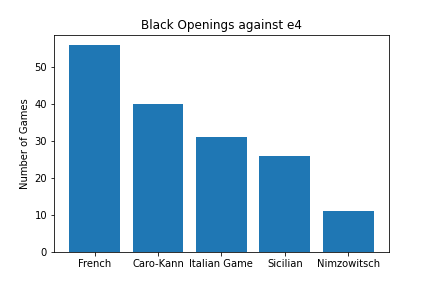 Black Openings against e4
Number of Games
50
40
30
20
10
0
French Caro-Kann Italian Game Sicilian Nimzowitsch